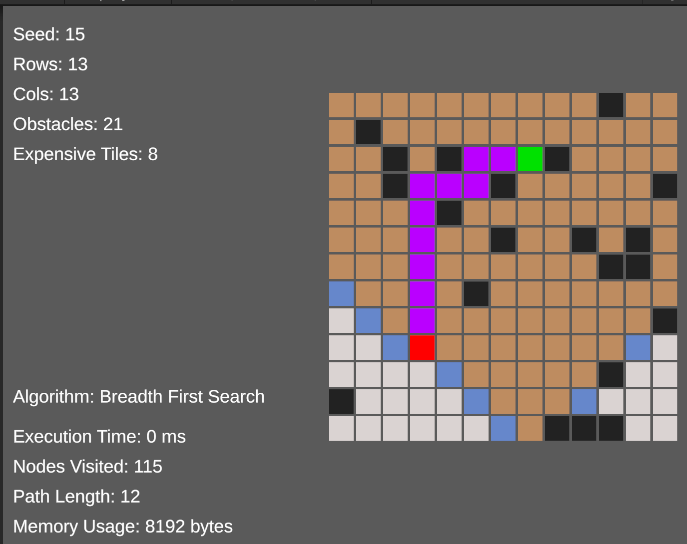 Seed: 15
Rows: 13
Cols: 13
Obstacles: 21
Expensive Tiles: 8
Algorithm: Breadth First Search
Execution Time: 0 ms
Nodes Visited: 115
Path Length: 12
Memory Usage: 8192 bytes